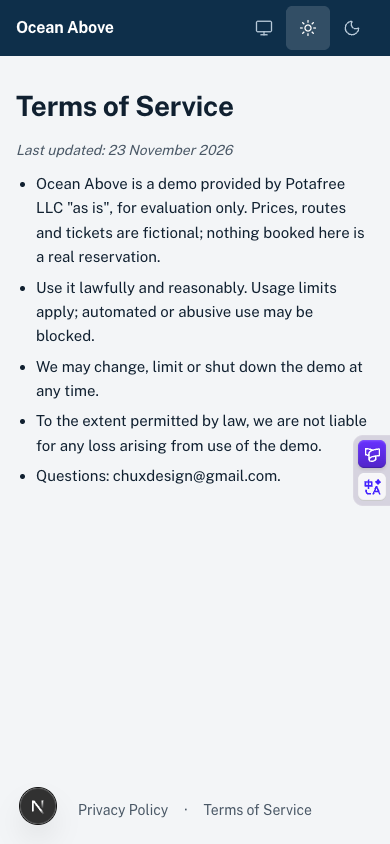 Ocean Above
Terms of Service
Last updated: 23 November 2026
• Ocean Above is a demo provided by Potafree
LLC "as is", for evaluation only. Prices, routes
and tickets are fictional; nothing booked here is
a real reservation.
• Use it lawfully and reasonably. Usage limits
apply; automated or abusive use may be
blocked.
• We may change, limit or shut down the demo at
any time.
• To the extent permitted by law, we are not liable
for any loss arising from use of the demo.
• Questions: chuxdesign@gmail.com.
中A
N
Privacy Policy · Terms of Service